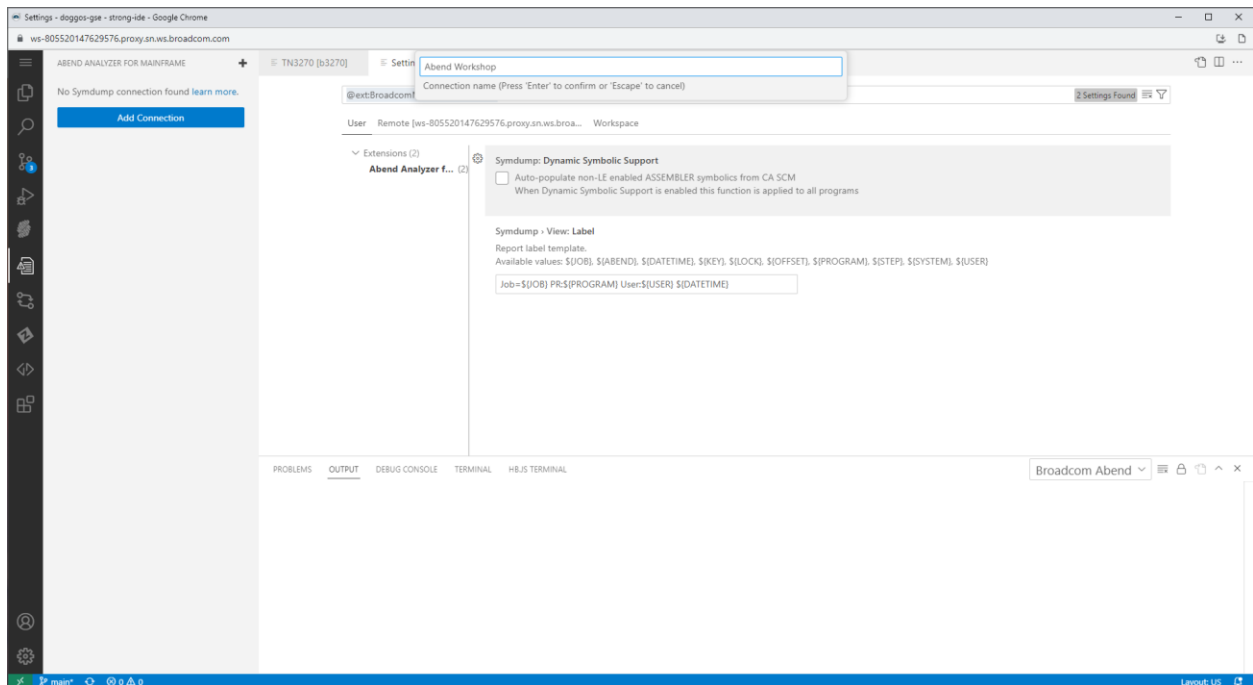 Settings - doggos-gse - strong-ide - Google Chrome
ws-805520147629576.proxy.sn.ws.broadcom.com
ABEND ANALYZER FOR MAINFRAME
TN3270 [b3270]
Settin
Abend Workshop
Connection name (Press 'Enter' to confirm or 'Escape' to cancel)
No Symdump connection found learn more.
Add Connection
@ext:Broadcom
2 Settings Found
User Remote [ws-805520147629576.proxy.sn.ws.broa... Workspace
Extensions (2)
Abend Analyzer f... (2)
Symdump: Dynamic Symbolic Support
Auto-populate non-LE enabled ASSEMBLER symbolics from CA SCM
When Dynamic Symbolic Support is enabled this function is applied to all programs
Symdump › View: Label
Report label template.
Available values: ${JOB}, ${ABEND}, ${DATETIME}, ${KEY}, ${LOCK}, ${OFFSET}, ${PROGRAM}, ${STEP}, ${SYSTEM}, ${USER}
Job=${JOB} PR:${PROGRAM} User:${USER} ${DATETIME}
3
PROBLEMS OUTPUT DEBUG CONSOLE TERMINAL HBJS TERMINAL
Broadcom Abend
main* 0 0
Layout: US